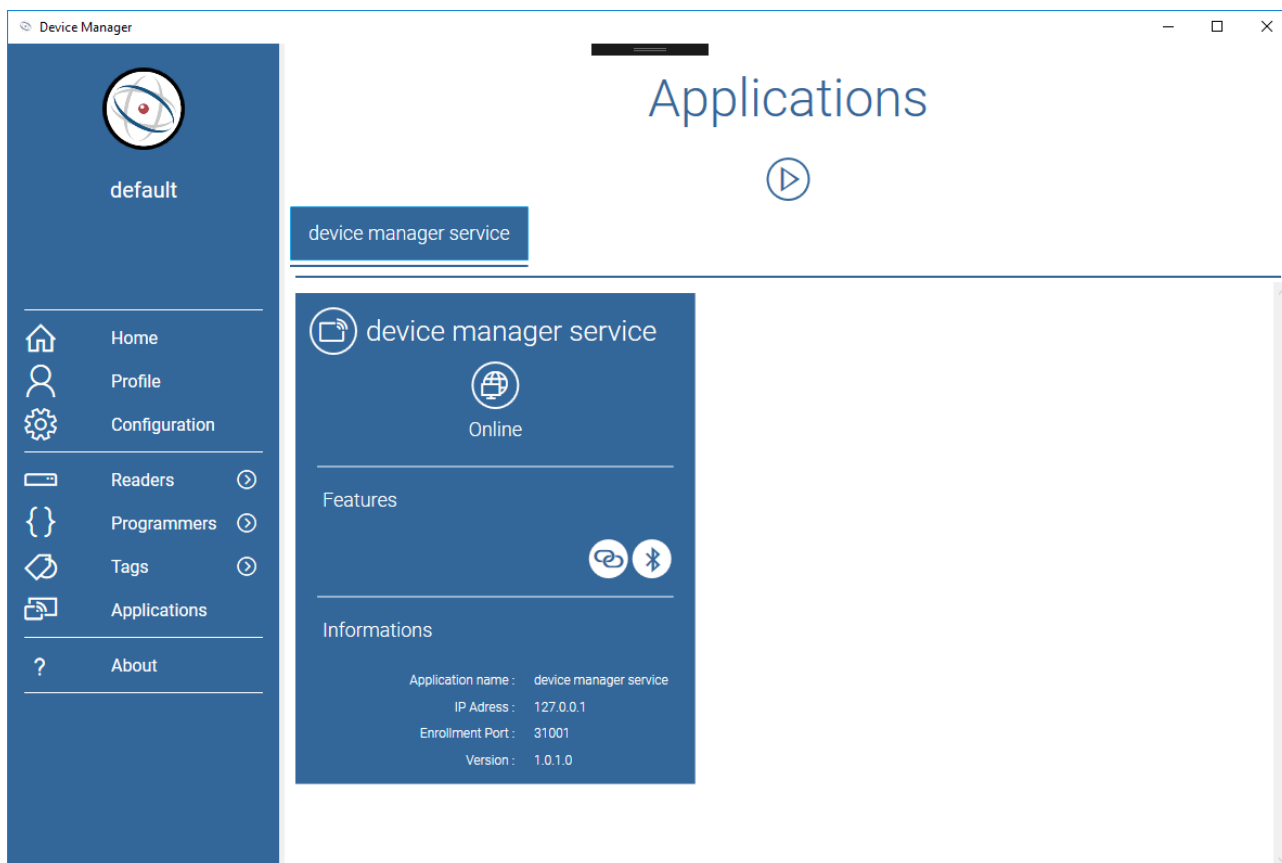 Device Manager
default
Home
Profile
Configuration
Readers
Programmers
Tags
Applications
? About
Applications
device manager service
device manager service
Online
Features
Informations
Application name : device manager service
IP Adress : 127.0.0.1
Enrollment Port : 31001
Version : 1.0.1.0